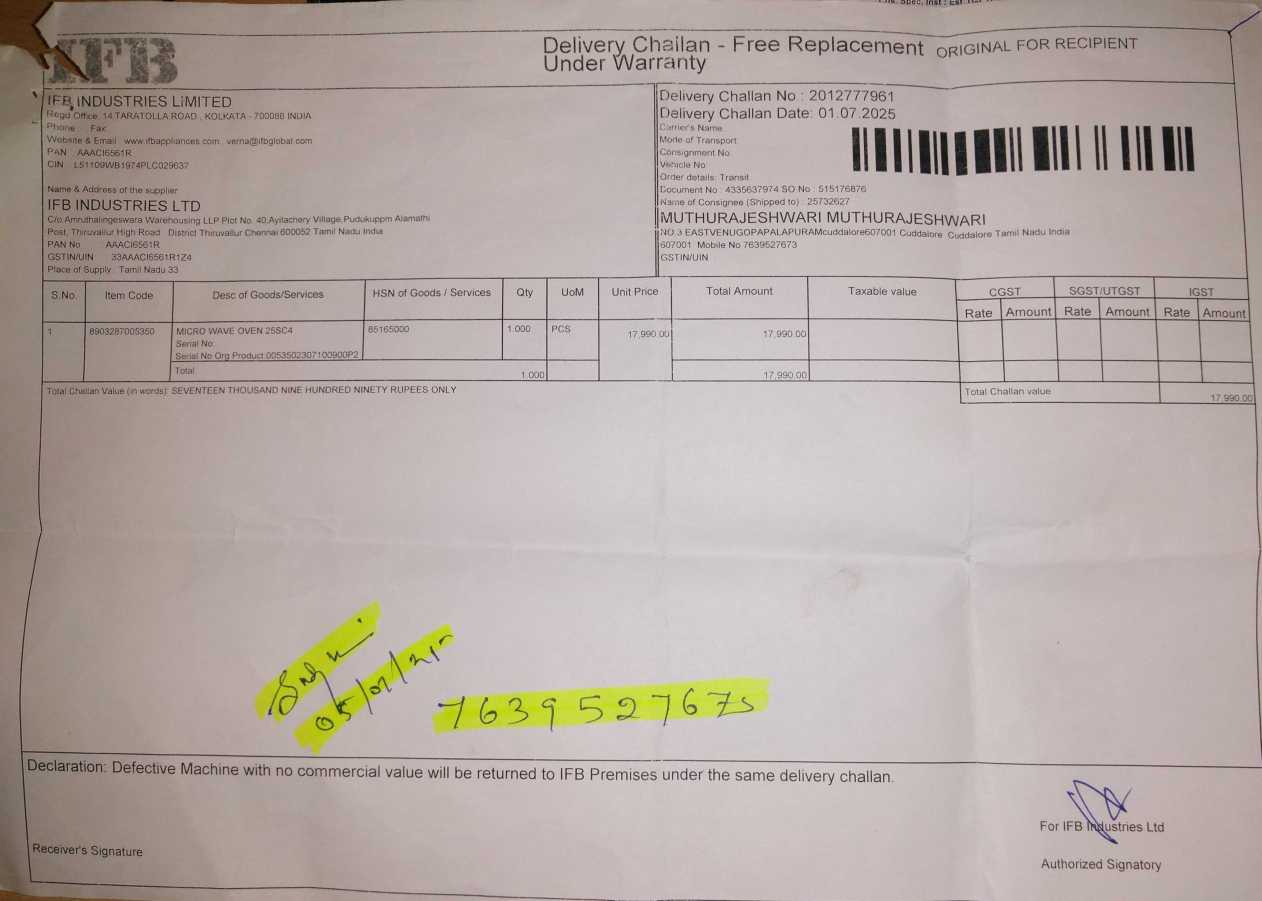 IFB
Delivery Challan - Free Replacement ORIGINAL FOR RECIPIENT
Under Warranty
IFB INDUSTRIES LIMITED
Regd Office. 14 TARATOLLA ROAD , KOLKATA - 700088 INDIA
Phone : Fax
Website & Email : www.ifbappliances.com , verna@ifbglobal.com
PAN : AAACI6561R
CIN : L51109WB1974PLC029637
Name & Address of the supplier
IFB INDUSTRIES LTD
C/o.Amruthalingeswara Warehousing LLP Plot No. 40,Ayilachery Village,Pudukuppm Alamathi
Post, Thiruvallur High Road District Thiruvallur Chennai 600052 Tamil Nadu India
PAN No : AAACI6561R
GSTIN/UIN : 33AAACI6561R1Z4
Place of Supply : Tamil Nadu 33
Delivery Challan No : 2012777961
Delivery Challan Date: 01.07.2025
Carrier's Name
Mode of Transport
Consignment No:
Vehicle No:
Order details: Transit
Document No : 4335637974 SO No : 515176876
Name of Consignee (Shipped to) : 25732627
MUTHURAJESHWARI MUTHURAJESHWARI
NO.3 EASTVENUGOPAPALAPURAMcuddalore607001 Cuddalore Cuddalore Tamil Nadu India
607001 Mobile No 7639527673
GSTIN/UIN
S.No. Item Code Desc of Goods/Services HSN of Goods / Services Qty UoM Unit Price Total Amount Taxable value CGST SGST/UTGST IGST
Rate Amount Rate Amount Rate Amount
1 8903287005350 MICRO WAVE OVEN 25SC4 85165000 1.000 PCS 17,990.00 17,990.00
Serial No:
Serial No Org Product:0053502307100900P2
Total 1.000 17,990.00
Total Challan Value (in words): SEVENTEEN THOUSAND NINE HUNDRED NINETY RUPEES ONLY
Total Challan value 17,990.00
7639527673
Declaration: Defective Machine with no commercial value will be returned to IFB Premises under the same delivery challan.
For IFB Industries Ltd
Receiver's Signature
Authorized Signatory